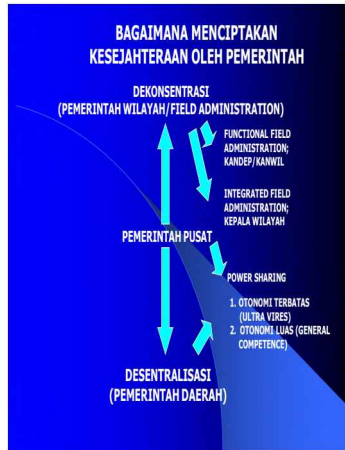 BAGAIMANA MENCIPTAKAN
KESEJAHTERAAN OLEH PEMERINTAH
DEKONSENTRASI
(PEMERINTAH WILAYAH/FIELD ADMINISTRATION)
FUNCTIONAL FIELD
ADMINISTRATION;
KANDEP/KANWIL
INTEGRATED FIELD
ADMINISTRATION;
KEPALA WILAYAH
PEMERINTAH PUSAT
POWER SHARING
1. OTONOMI TERBATAS
(ULTRA VIRES)
2. OTONOMI LUAS (GENERAL
COMPETENCE)
DESENTRALISASI
(PEMERINTAH DAERAH)